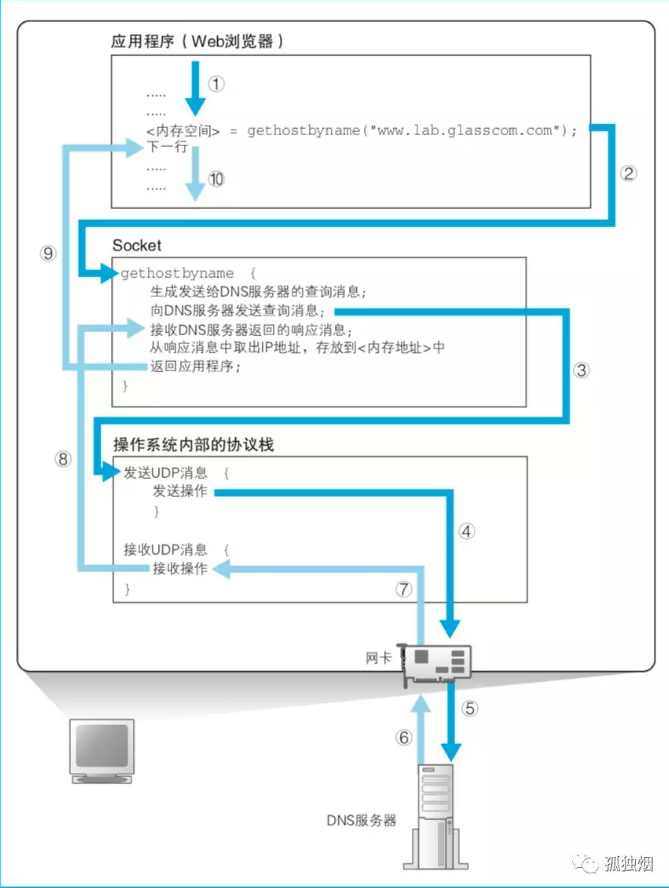 应用程序（Web浏览器）
①
.....
.....
<内存空间> = gethostbyname("www.lab.glasscom.com");
下一行
.....
.....
⑩
②
⑨
Socket
gethostbyname {
生成发送给DNS服务器的查询消息;
向DNS服务器发送查询消息;
接收DNS服务器返回的响应消息;
从响应消息中取出IP地址，存放到<内存地址>中
返回应用程序;
}
③
⑧
操作系统内部的协议栈
发送UDP消息 {
发送操作
}
④
接收UDP消息 {
接收操作
}
⑦
网卡
⑤
⑥
DNS服务器
孤独烟